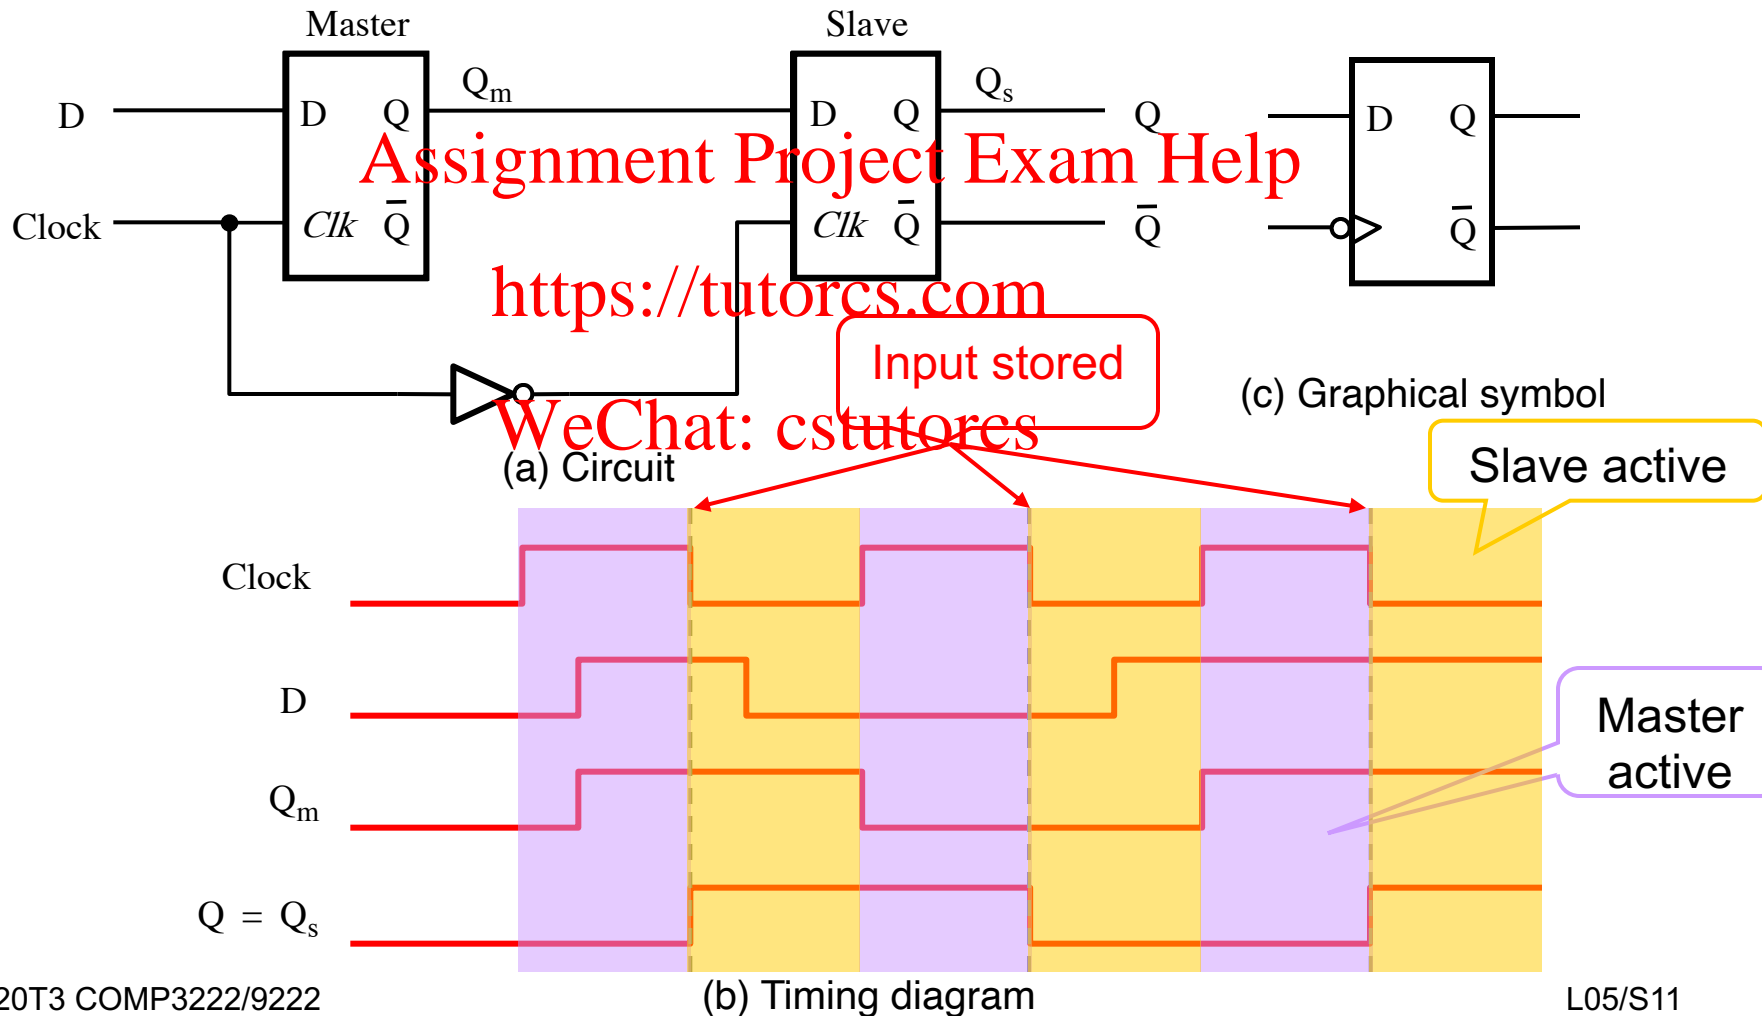 Master
Slave
D
D Q
Qm
D Q
Qs
Q
D Q
Assignment Project Exam Help
Clock
Clk Q̅
Clk Q̅
Q̅
Q̅
https://tutorcs.com
Input stored
(c) Graphical symbol
WeChat: cstutorcs
(a) Circuit
Slave active
Clock
D
Master
active
Qm
Q = Qs
20T3 COMP3222/9222
(b) Timing diagram
L05/S11